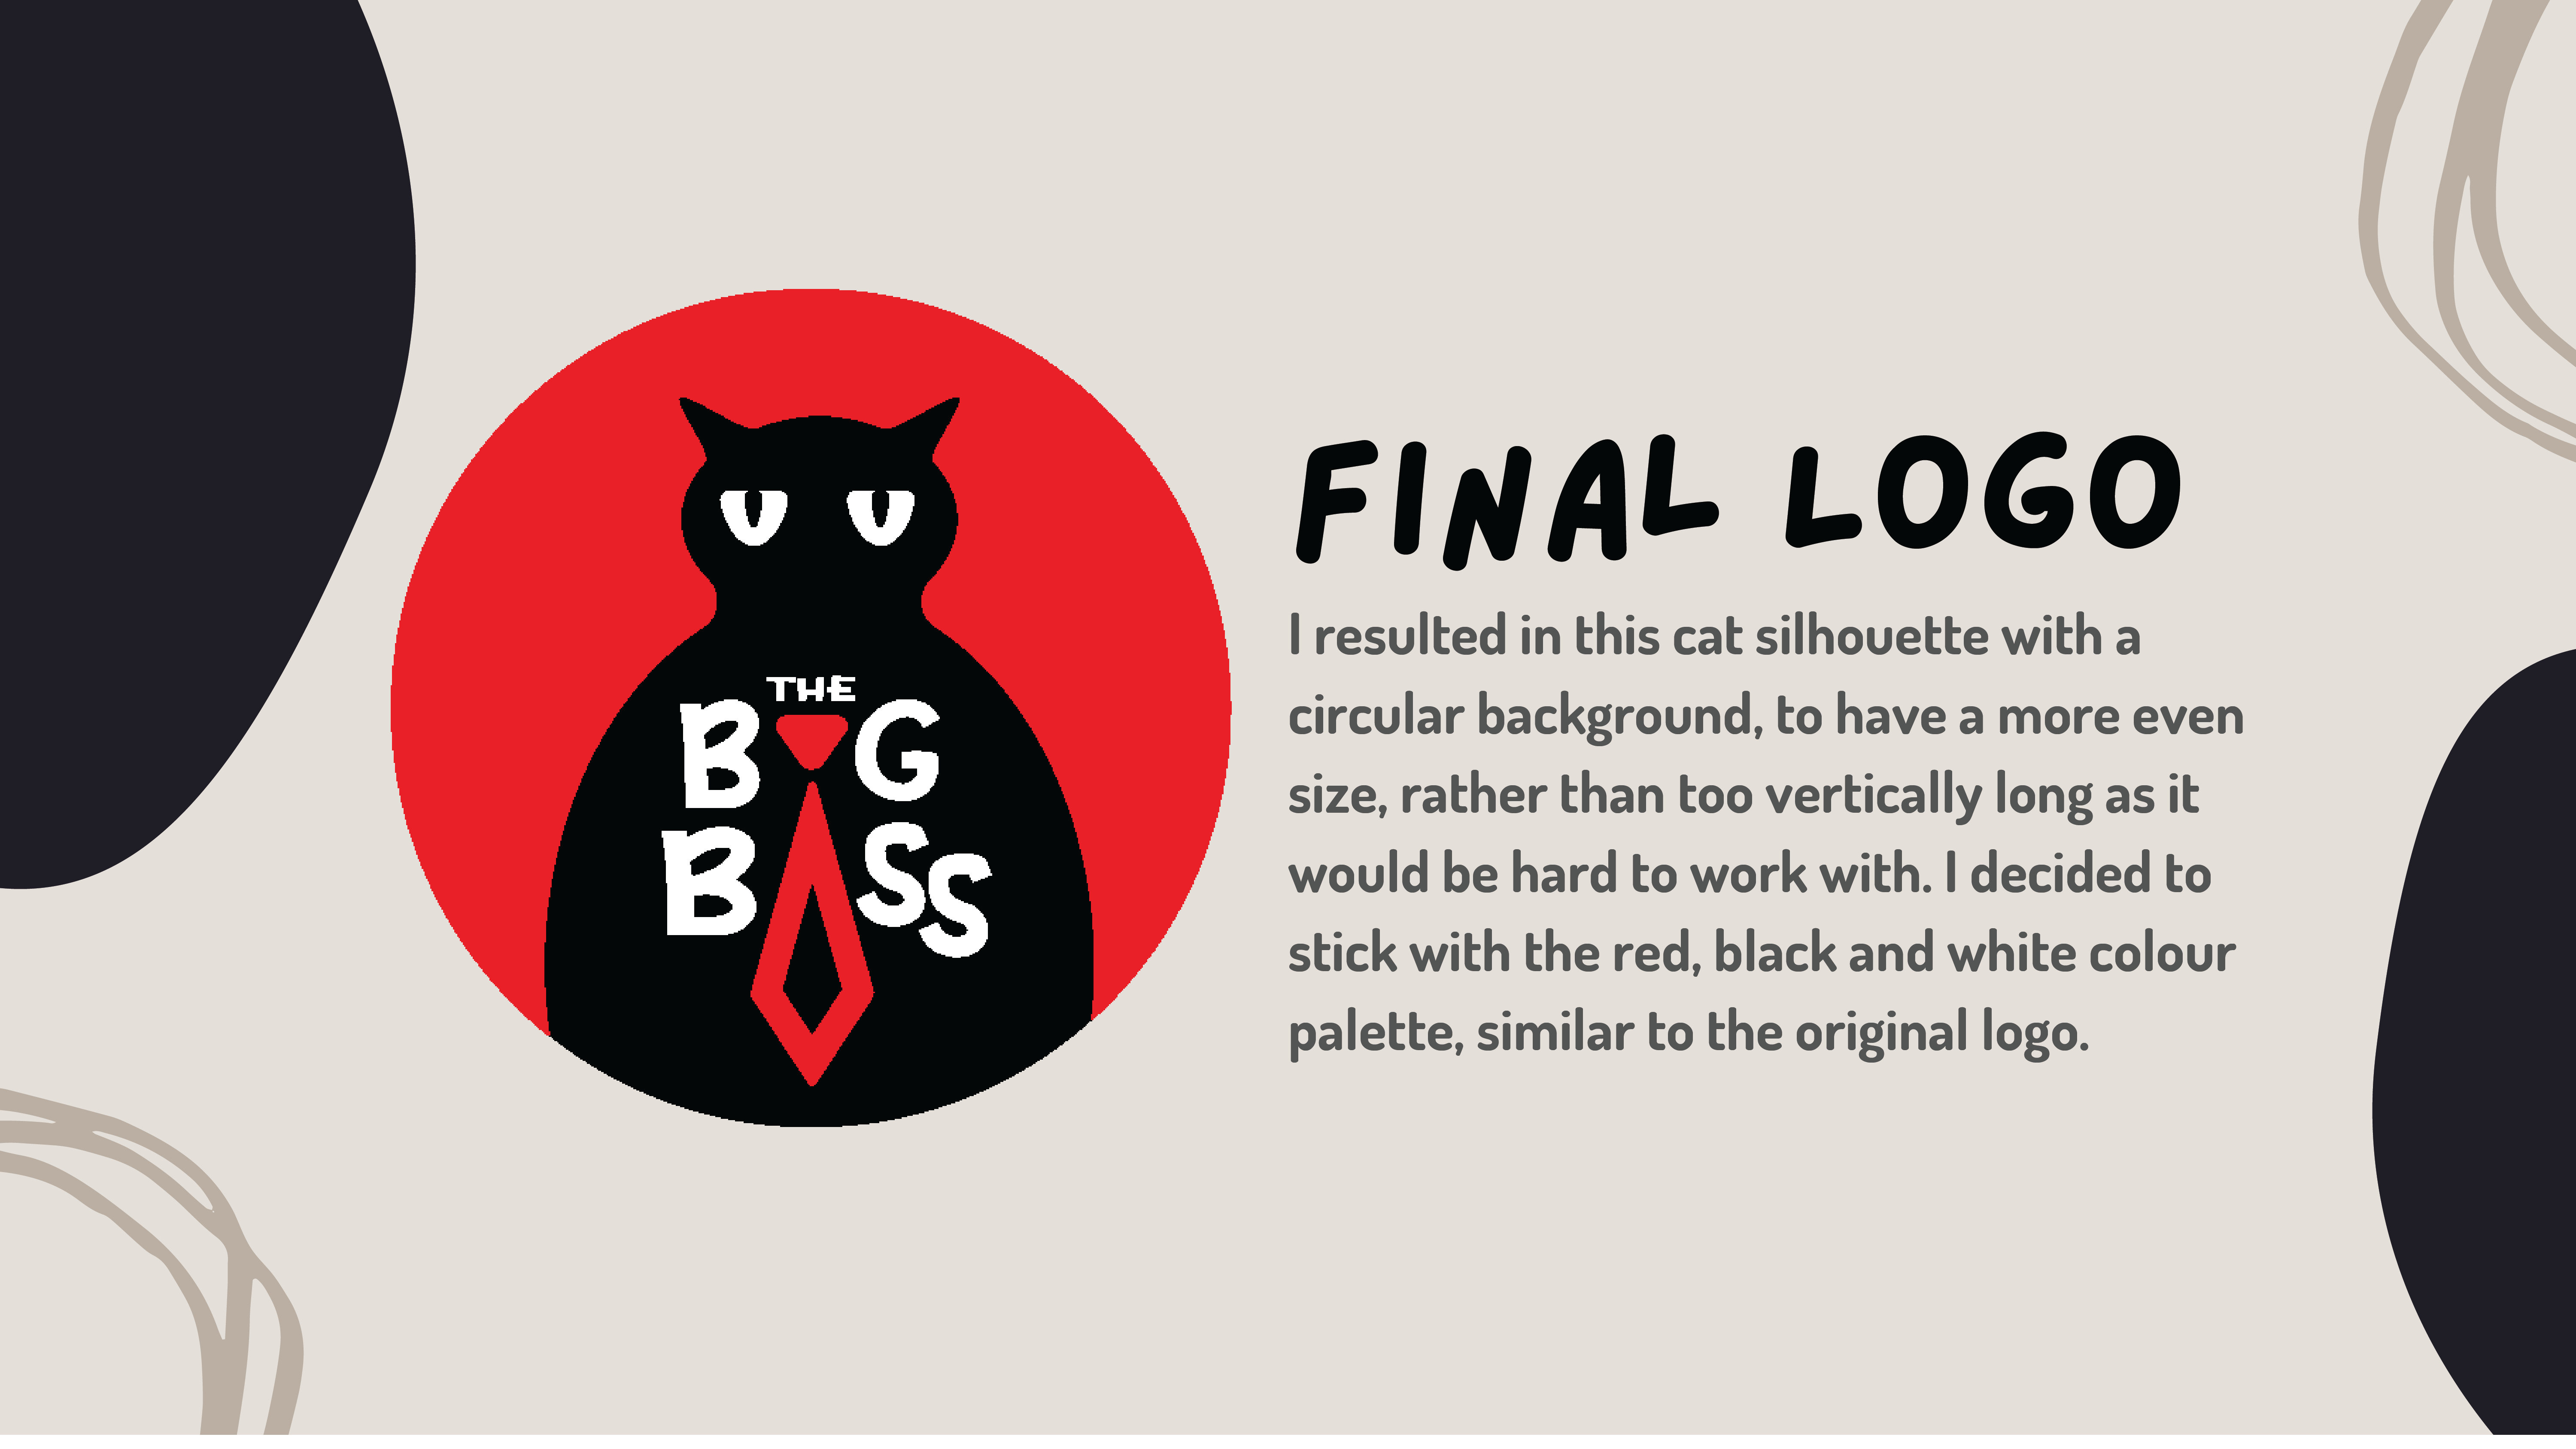 THE
BIG
BOSS
FINAL LOGO
I resulted in this cat silhouette with a
circular background, to have a more even
size, rather than too vertically long as it
would be hard to work with. I decided to
stick with the red, black and white colour
palette, similar to the original logo.